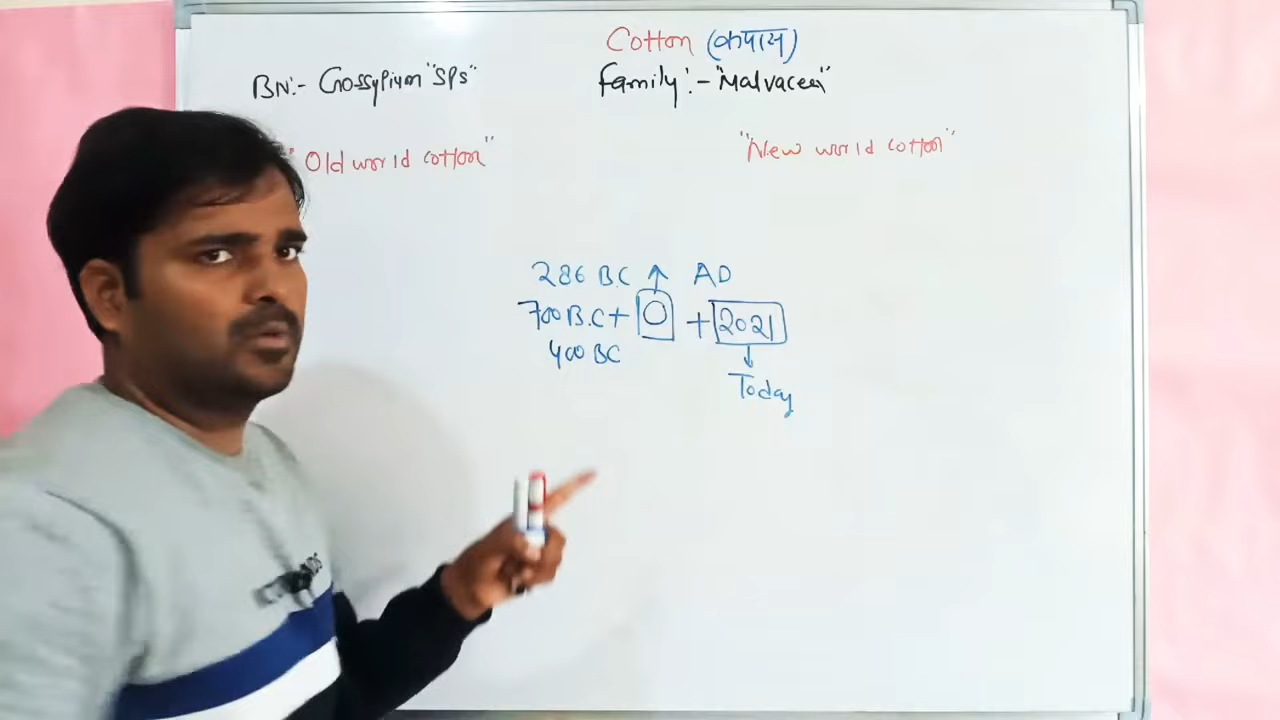 Cotton (कपास)
BN:- Gossypium "SPs"
family:- "Malvacea"
"Old world cotton"
"New world cotton"
286 B.C ↑ AD
700 B.C + 0 + 2021
400 BC
↓
Today